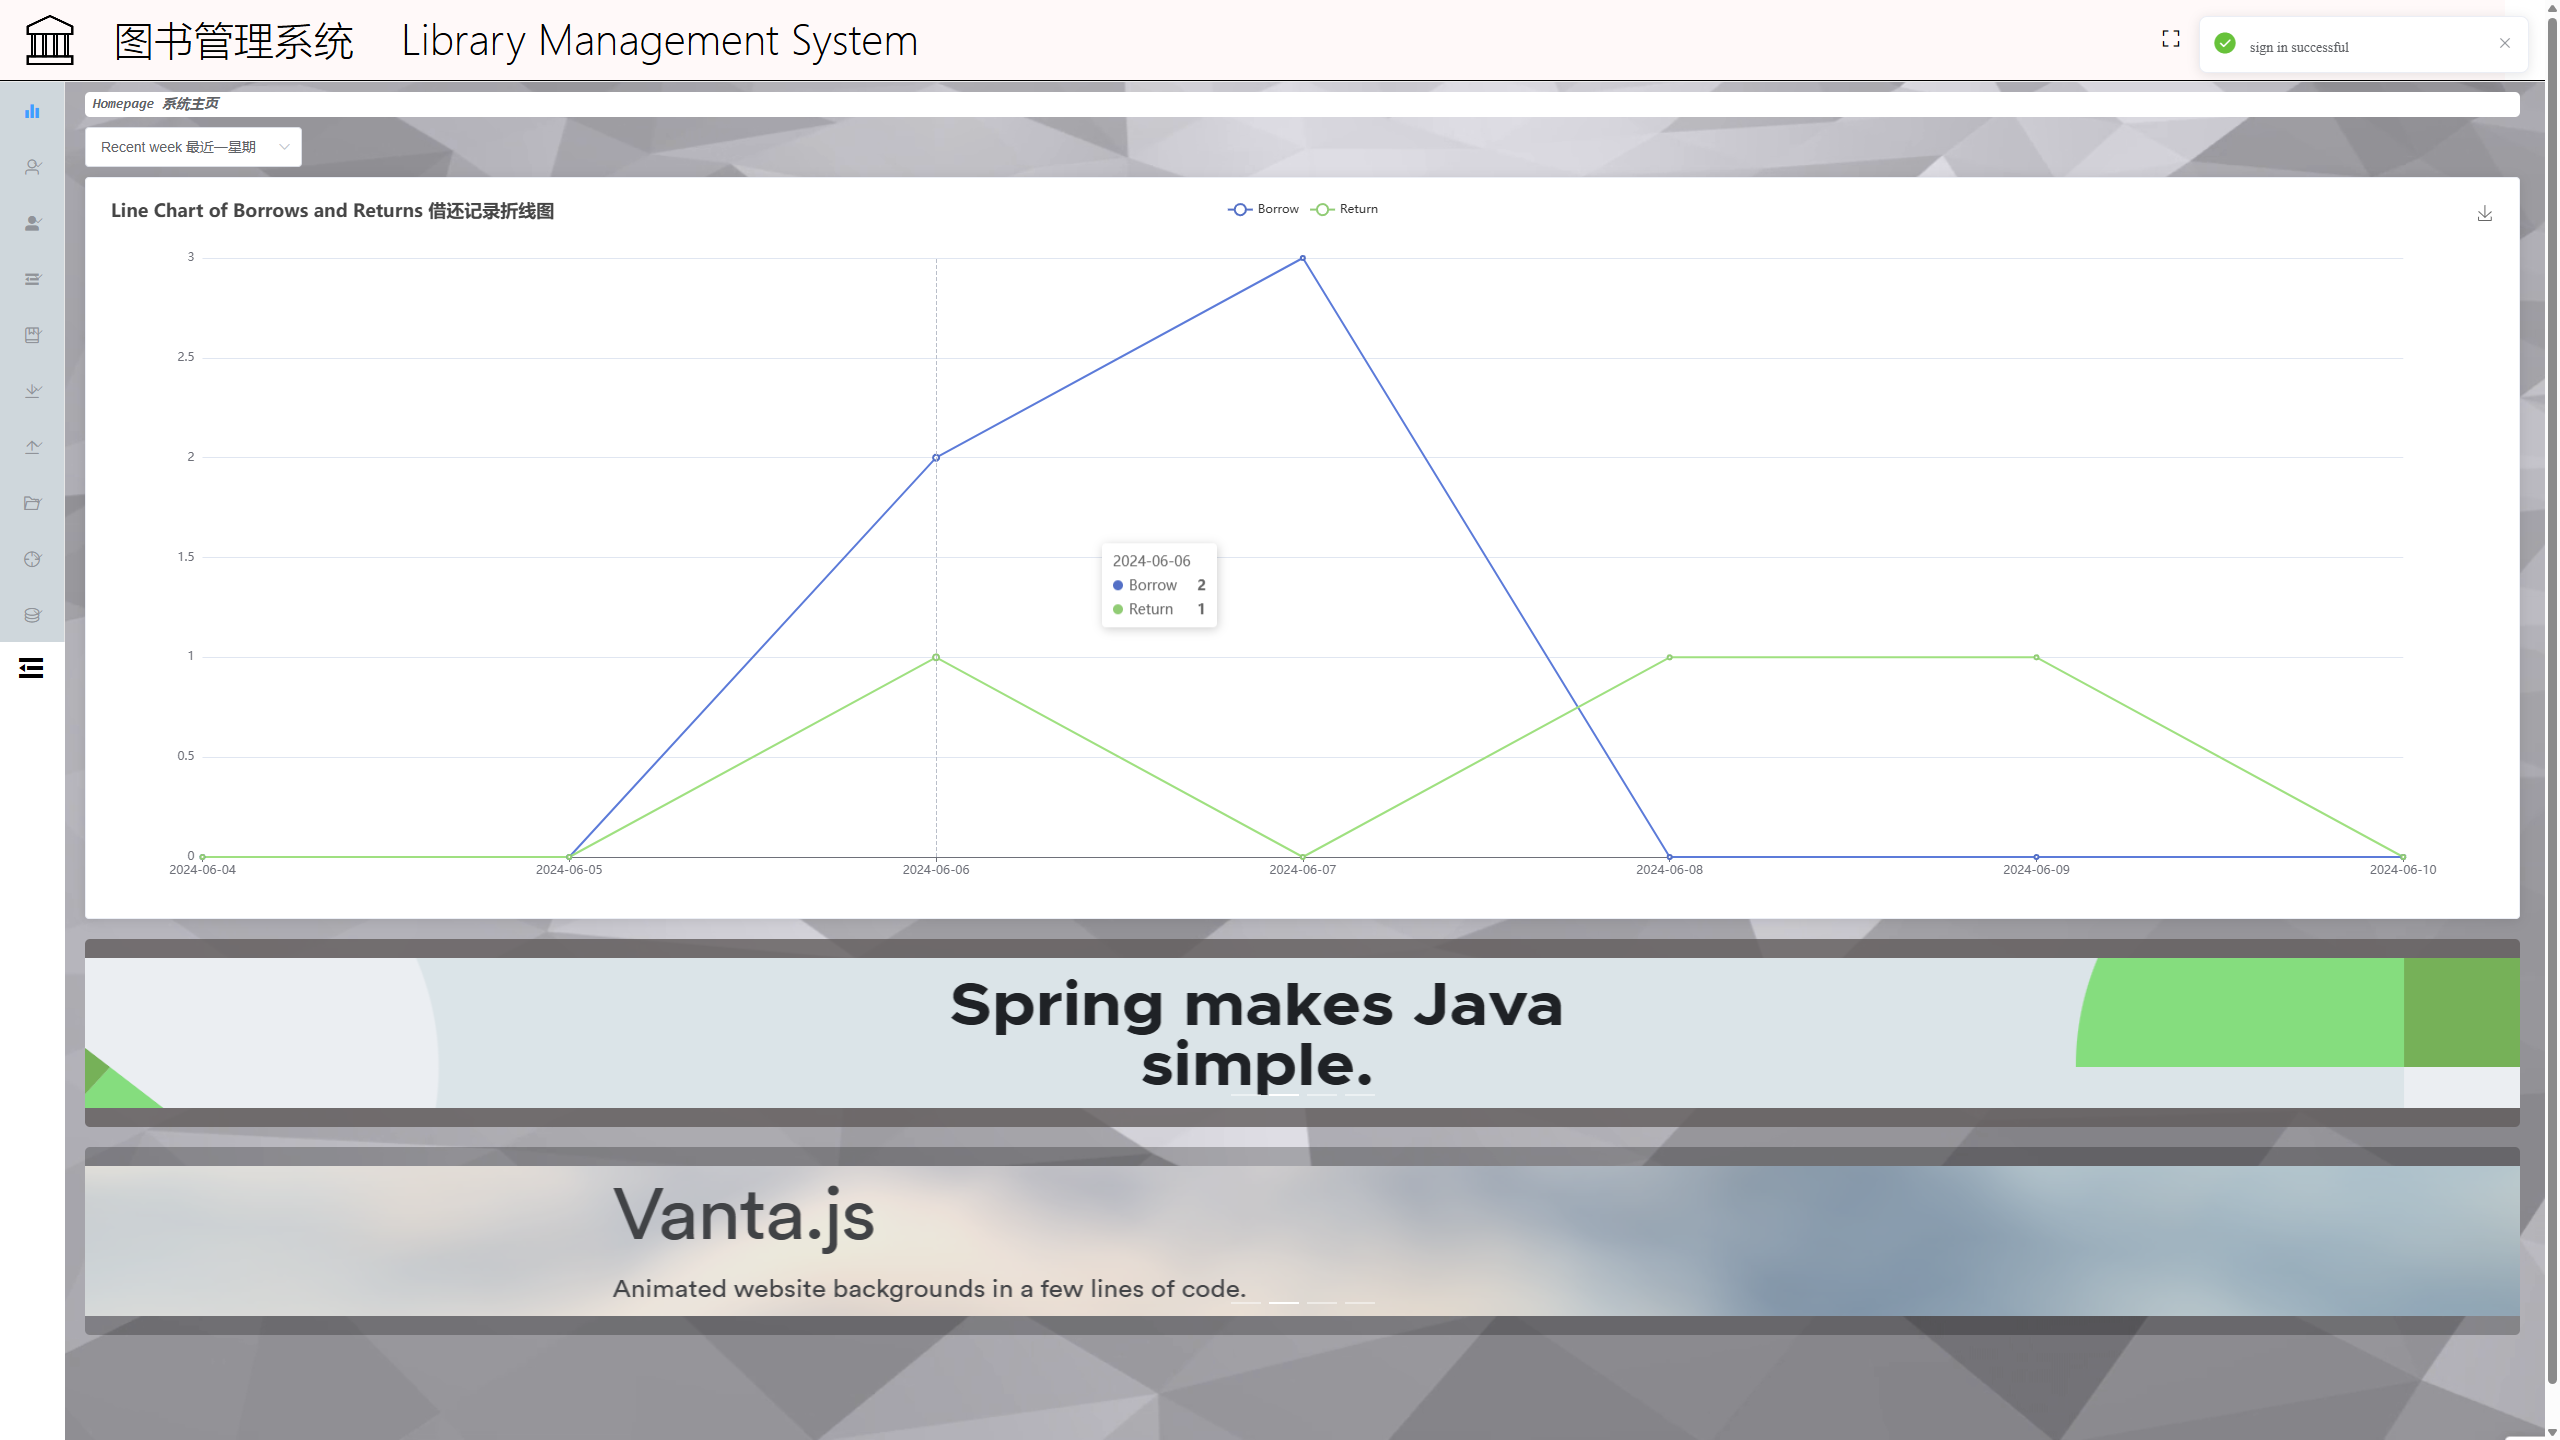 图书管理系统 Library Management System
sign in successful
Homepage 系统主页
Recent week 最近一星期
Line Chart of Borrows and Returns 借还记录折线图
Borrow Return
3
2.5
2
1.5
1
0.5
0
2024-06-06
Borrow 2
Return 1
2024-06-04 2024-06-05 2024-06-06 2024-06-07 2024-06-08 2024-06-09 2024-06-10
Spring makes Java
simple.
Vanta.js
Animated website backgrounds in a few lines of code.